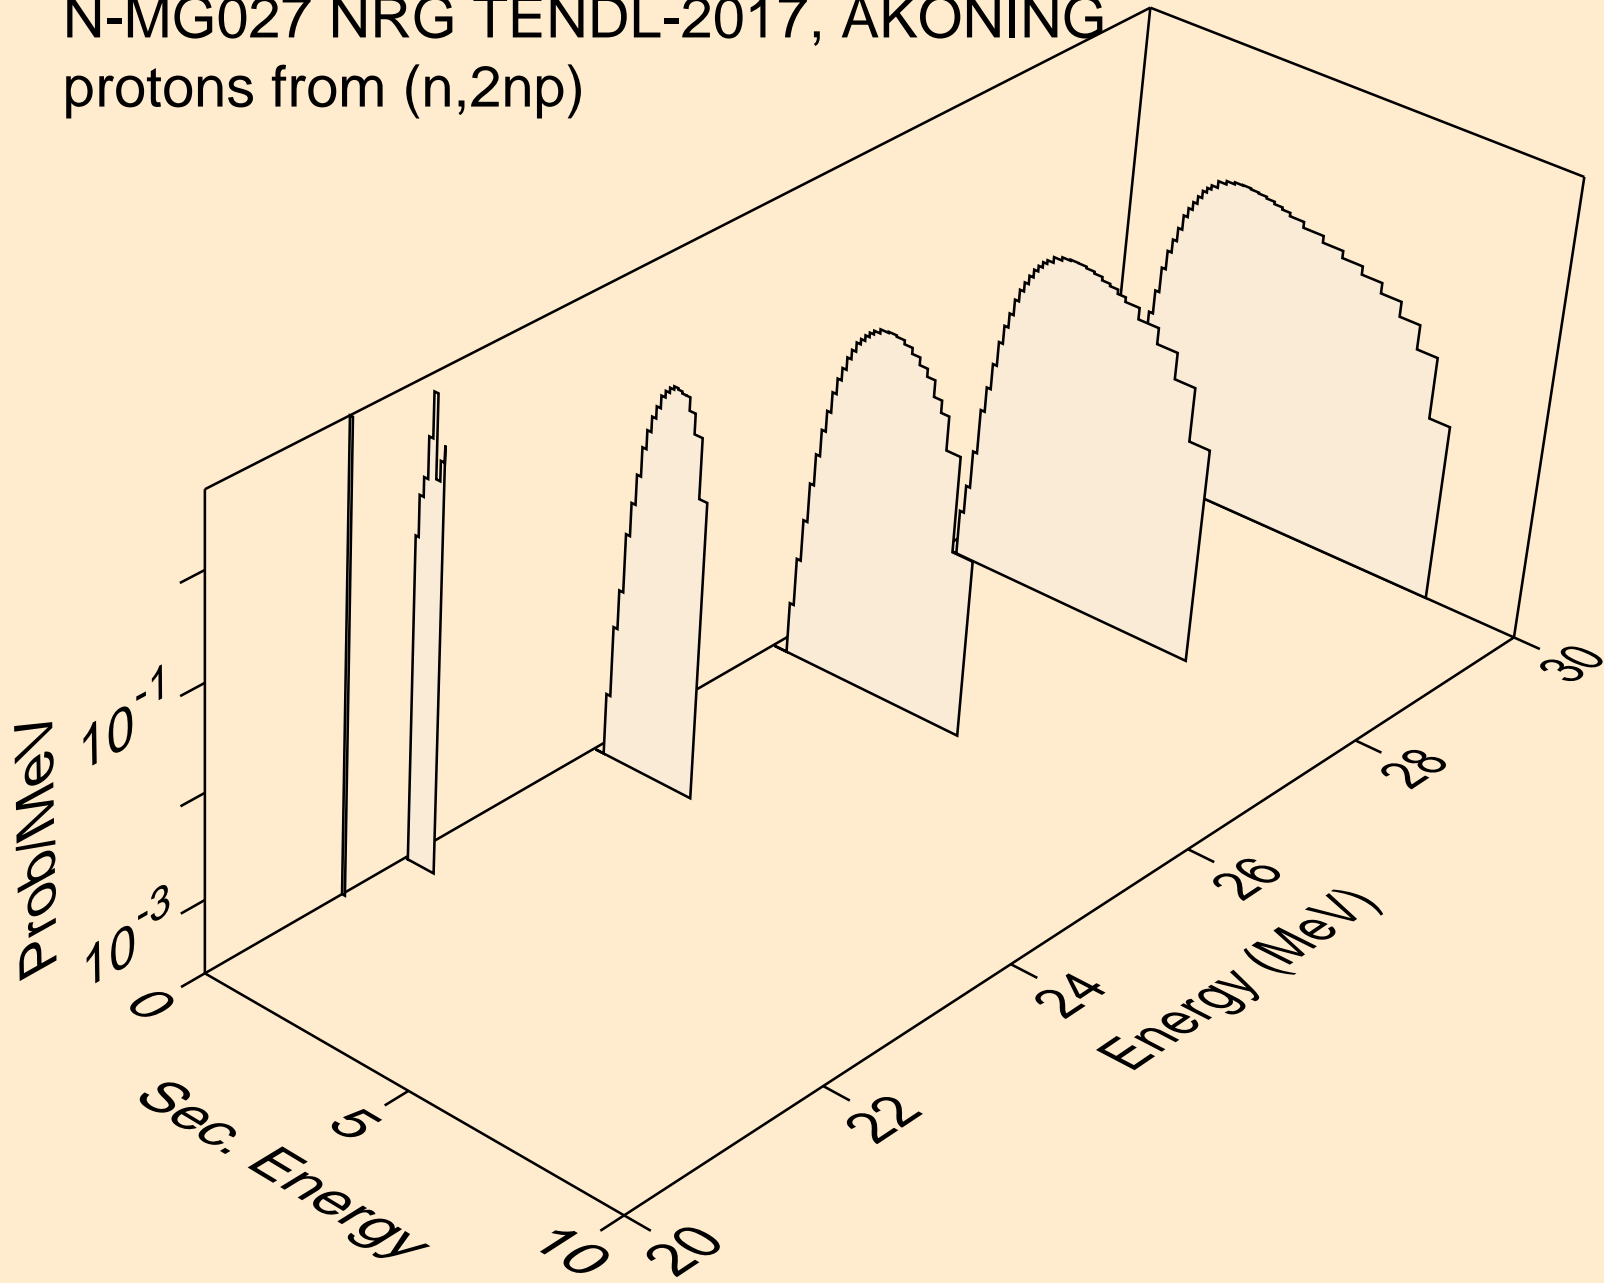 N-MG027 NRG TENDL-2017, AKONING
protons from (n,2np)
10^-1
10^-3
Prob/MeV
0
5
10
Sec. Energy
20
22
24
26
28
30
Energy (MeV)